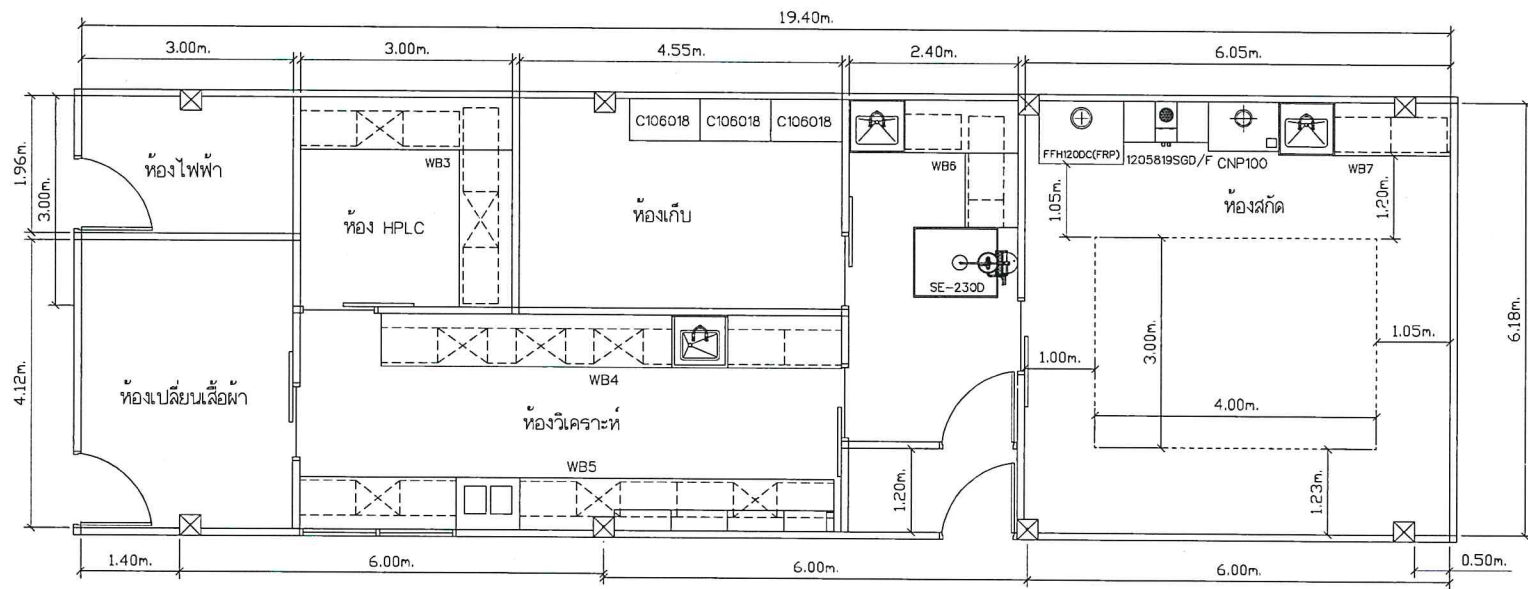 19.40m.
3.00m.
3.00m.
4.55m.
2.40m.
6.05m.
1.96m.
3.00m.
4.12m.
ห้องไฟฟ้า
WB3
ห้อง HPLC
C106018
C106018
C106018
ห้องเก็บ
WB6
SE-230D
FFH120DC(FRP)
1205819SGD/F
CNP100
WB7
ห้องสกัด
1.05m.
1.20m.
3.00m.
1.00m.
1.05m.
4.00m.
1.23m.
6.18m.
ห้องเปลี่ยนเสื้อผ้า
WB4
ห้องวิเคราะห์
WB5
1.20m.
1.40m.
6.00m.
6.00m.
6.00m.
0.50m.